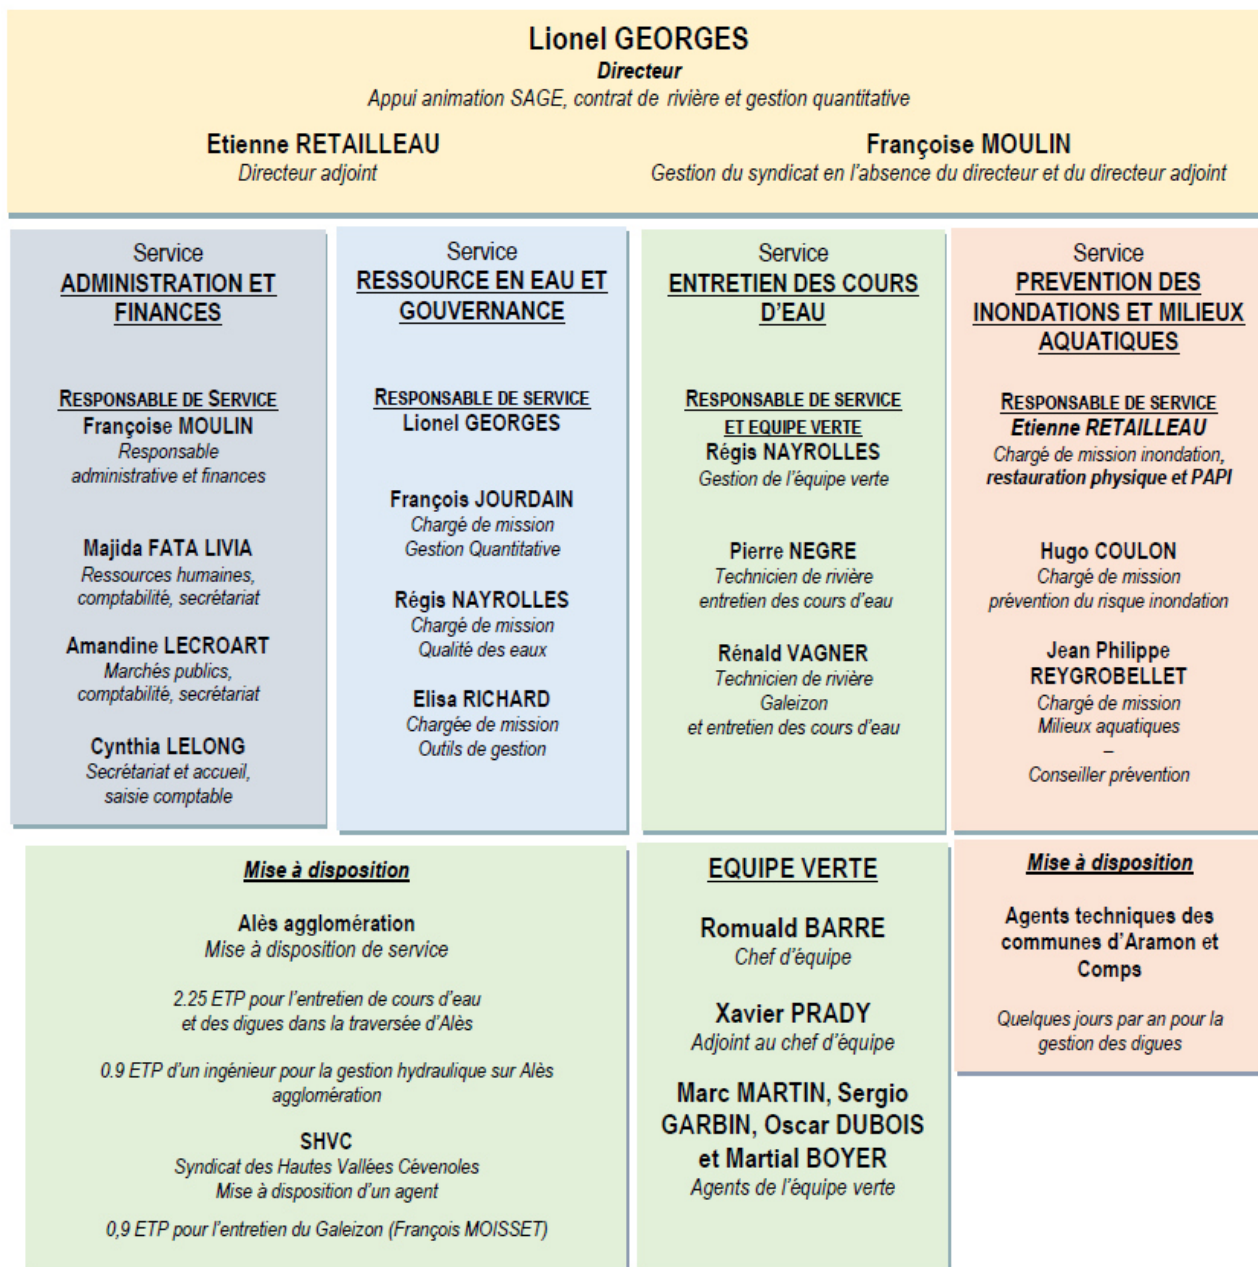 Lionel GEORGES
Directeur
Appui animation SAGE, contrat de rivière et gestion quantitative
Etienne RETAILLEAU
Directeur adjoint
Françoise MOULIN
Gestion du syndicat en l'absence du directeur et du directeur adjoint
Service
ADMINISTRATION ET
FINANCES
RESPONSABLE DE SERVICE
Françoise MOULIN
Responsable
administrative et finances
Majida FATA LIVIA
Ressources humaines,
comptabilité, secrétariat
Amandine LECROART
Marchés publics,
comptabilité, secrétariat
Cynthia LELONG
Secrétariat et accueil,
saisie comptable
Service
RESSOURCE EN EAU ET
GOUVERNANCE
RESPONSABLE DE SERVICE
Lionel GEORGES
François JOURDAIN
Chargé de mission
Gestion Quantitative
Régis NAYROLLES
Chargé de mission
Qualité des eaux
Elisa RICHARD
Chargée de mission
Outils de gestion
Service
ENTRETIEN DES COURS
D'EAU
RESPONSABLE DE SERVICE
ET EQUIPE VERTE
Régis NAYROLLES
Gestion de l'équipe verte
Pierre NEGRE
Technicien de rivière
entretien des cours d'eau
Rénald VAGNER
Technicien de rivière
Galeizon
et entretien des cours d'eau
Service
PREVENTION DES
INONDATIONS ET MILIEUX
AQUATIQUES
RESPONSABLE DE SERVICE
Etienne RETAILLEAU
Chargé de mission inondation,
restauration physique et PAPI
Hugo COULON
Chargé de mission
prévention du risque inondation
Jean Philippe
REYGROBELLET
Chargé de mission
Milieux aquatiques
–
Conseiller prévention
Mise à disposition
Alès agglomération
Mise à disposition de service
2.25 ETP pour l'entretien de cours d'eau
et des digues dans la traversée d'Alès
0.9 ETP d'un ingénieur pour la gestion hydraulique sur Alès
agglomération
SHVC
Syndicat des Hautes Vallées Cévenoles
Mise à disposition d'un agent
0,9 ETP pour l'entretien du Galeizon (François MOISSET)
EQUIPE VERTE
Romuald BARRE
Chef d'équipe
Xavier PRADY
Adjoint au chef d'équipe
Marc MARTIN, Sergio
GARBIN, Oscar DUBOIS
et Martial BOYER
Agents de l'équipe verte
Mise à disposition
Agents techniques des
communes d'Aramon et
Comps
Quelques jours par an pour la
gestion des digues